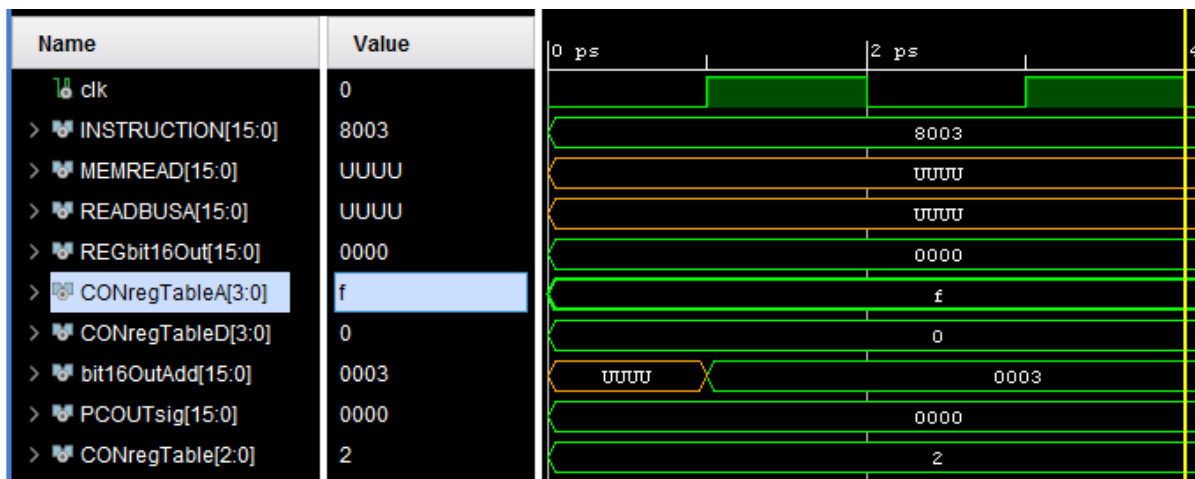 Name Value 0 ps 2 ps 4
clk 0
INSTRUCTION[15:0] 8003 8003
MEMREAD[15:0] UUUU UUUU
READBUSA[15:0] UUUU UUUU
REGbit16Out[15:0] 0000 0000
CONregTableA[3:0] f f
CONregTableD[3:0] 0 0
bit16OutAdd[15:0] 0003 UUUU 0003
PCOUTsig[15:0] 0000 0000
CONregTable[2:0] 2 2